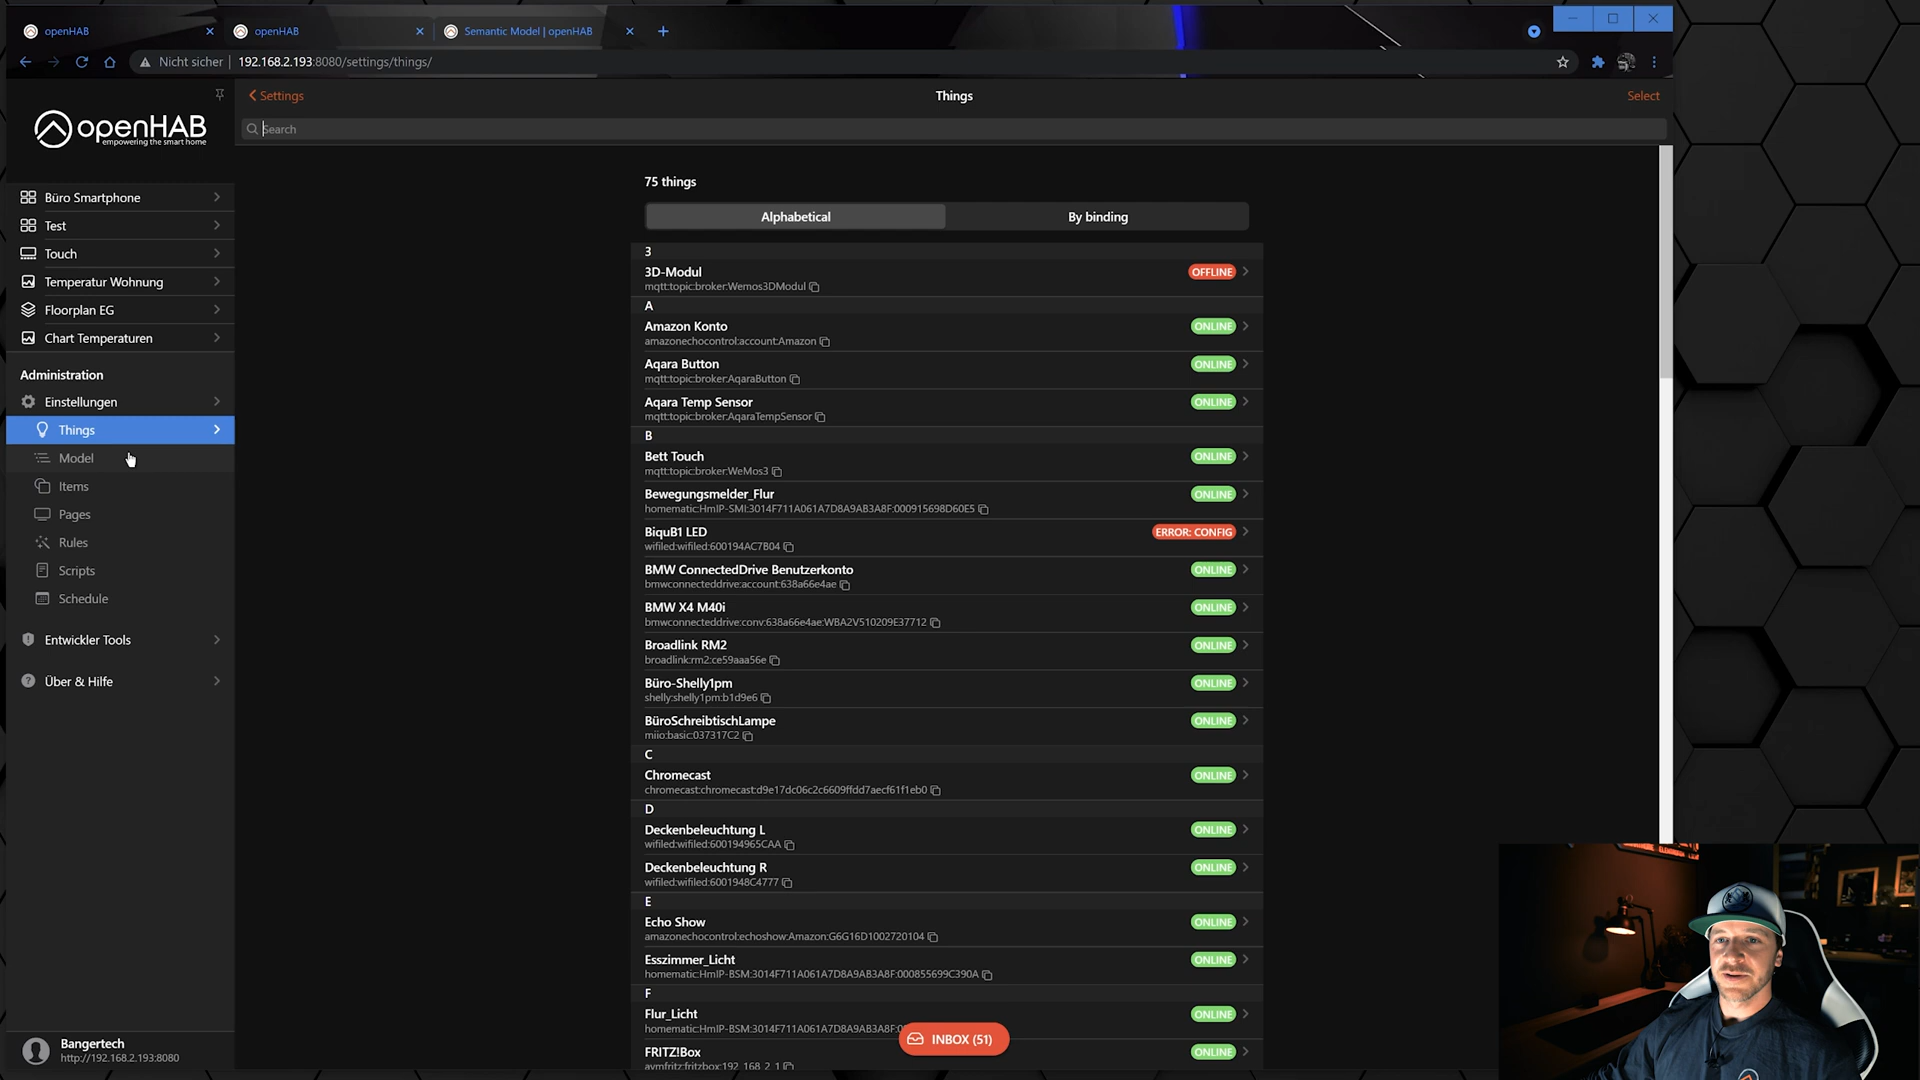 openHAB
openHAB
Semantic Model | openHAB
Nicht sicher
192.168.2.193:8080/settings/things/
openHAB
empowering the smart home
Büro Smartphone
Test
Touch
Temperatur Wohnung
Floorplan EG
Chart Temperaturen
Administration
Einstellungen
Things
Model
Items
Pages
Rules
Scripts
Schedule
Entwickler Tools
Über & Hilfe
Bangertech
http://192.168.2.193:8080
Settings
Things
Select
Search
75 things
Alphabetical
By binding
3
3D-Modul
OFFLINE
mqtt:topic:broker:Wemos3DModul
A
Amazon Konto
ONLINE
amazonechocontrol:account:Amazon
Aqara Button
ONLINE
mqtt:topic:broker:AqaraButton
Aqara Temp Sensor
ONLINE
mqtt:topic:broker:AqaraTempSensor
B
Bett Touch
ONLINE
mqtt:topic:broker:WeMos3
Bewegungsmelder_Flur
ONLINE
homematic:HmIP-SMI:3014F711A061A7D8A9AB3A8F:000915698D60E5
BiquB1 LED
ERROR: CONFIG
wifiled:wifiled:600194AC7B04
BMW ConnectedDrive Benutzerkonto
ONLINE
bmwconnecteddrive:account:638a66e4ae
BMW X4 M40i
ONLINE
bmwconnecteddrive:conv:638a66e4ae:WBA2V510209E37712
Broadlink RM2
ONLINE
broadlink:rm2:ce59aaa56e
Büro-Shelly1pm
ONLINE
shelly:shelly1pm:b1d9e6
BüroSchreibtischLampe
ONLINE
miio:basic:037317C2
C
Chromecast
ONLINE
chromecast:chromecast:d9e17dc06c2c6609ffdd7aecf61f1eb0
D
Deckenbeleuchtung L
ONLINE
wifiled:wifiled:600194965CAA
Deckenbeleuchtung R
ONLINE
wifiled:wifiled:6001948C4777
E
Echo Show
ONLINE
amazonechocontrol:echoshow:Amazon:G6G16D1002720104
Esszimmer_Licht
ONLINE
homematic:HmIP-BSM:3014F711A061A7D8A9AB3A8F:000855699C390A
F
Flur_Licht
ONLINE
homematic:HmIP-BSM:3014F711A061A7D8A9AB3A8F:0
INBOX (51)
FRITZ!Box
ONLINE
avmfritz:fritzbox:192_168_2_1